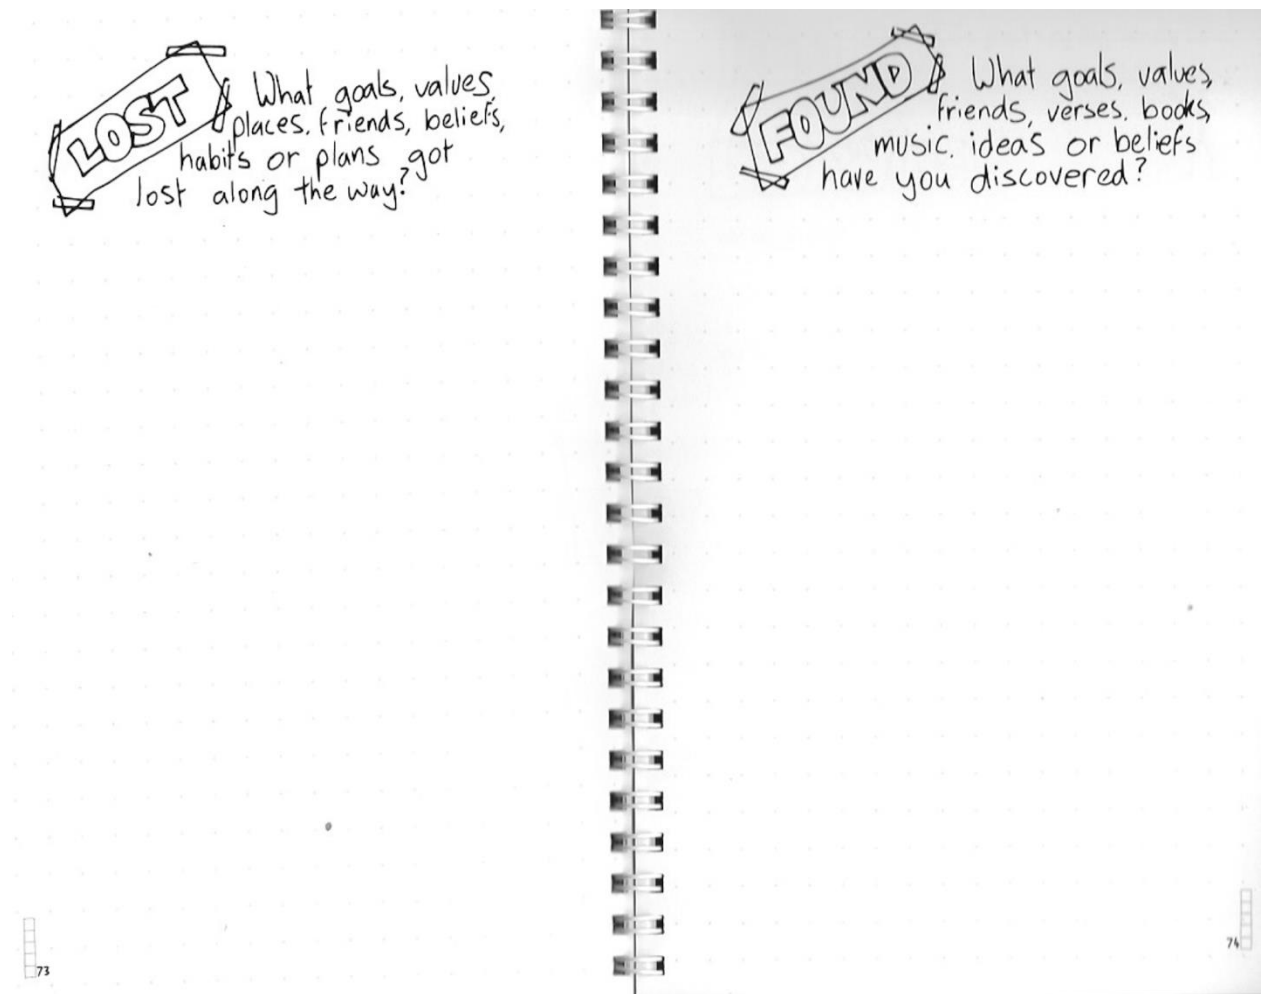 LOST
What goals, values,
places, friends, beliefs,
habits or plans got
lost along the way?
73
FOUND
What goals, values,
friends, verses, books,
music, ideas or beliefs
have you discovered?
74